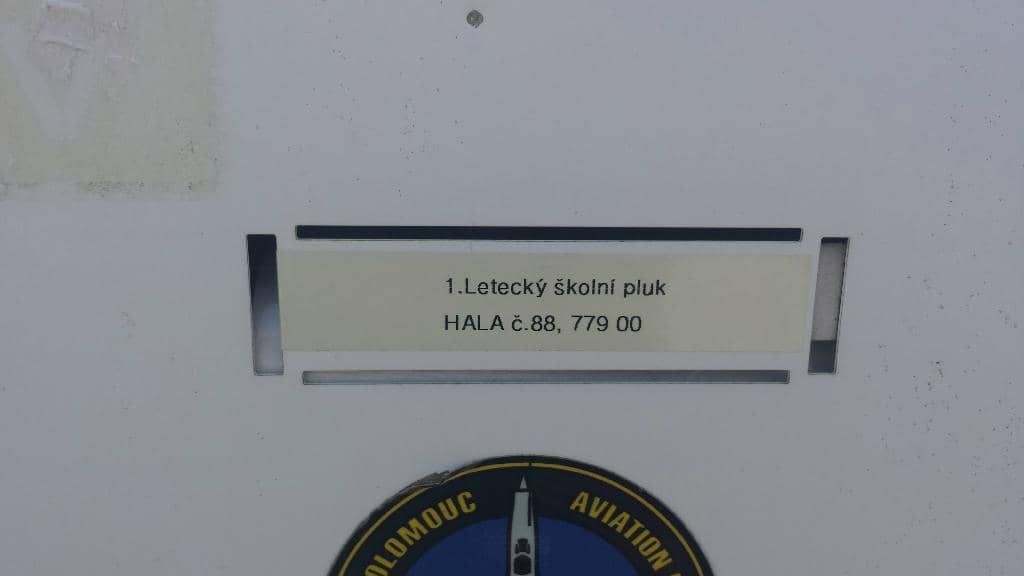 1.Letecký školní pluk
HALA č.88, 779 00
OLOMOUC AVIATION